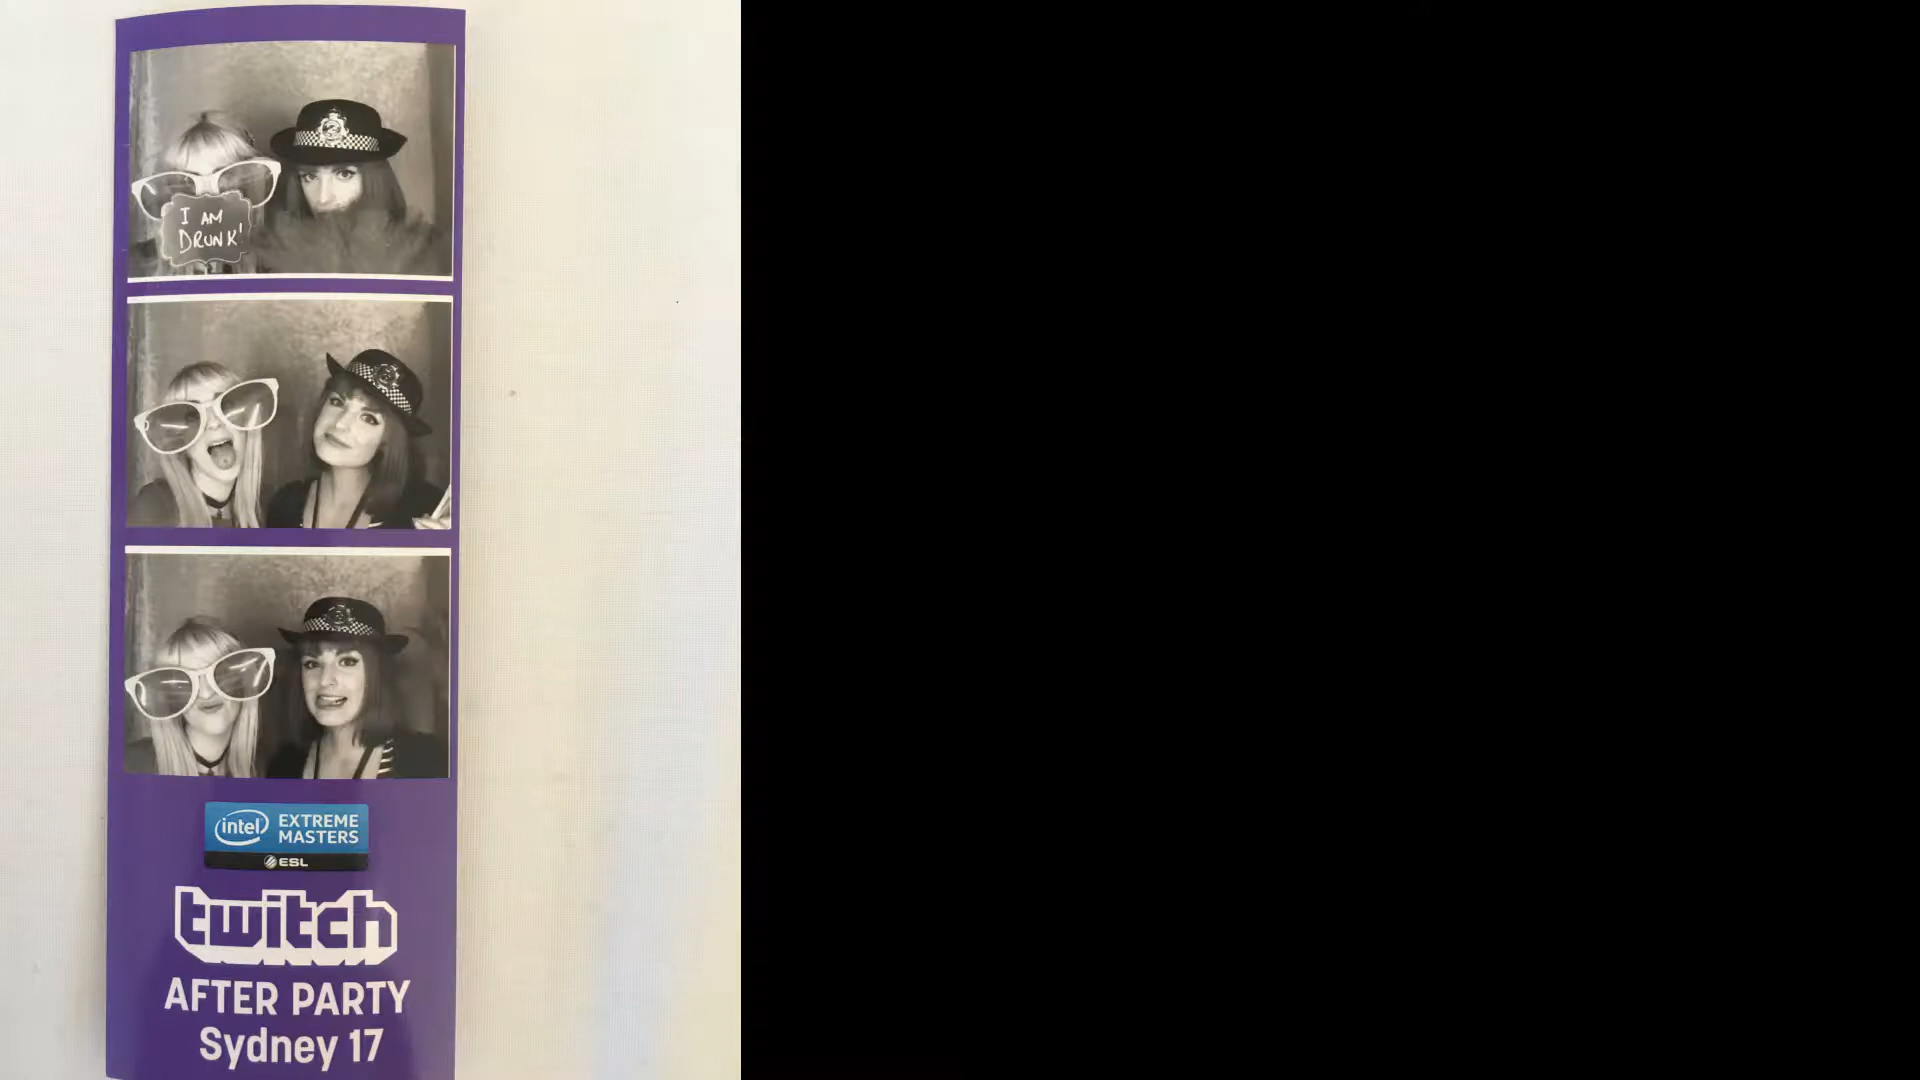 I AM
DRUNK!
intel EXTREME
MASTERS
ESL
twitch
AFTER PARTY
Sydney 17